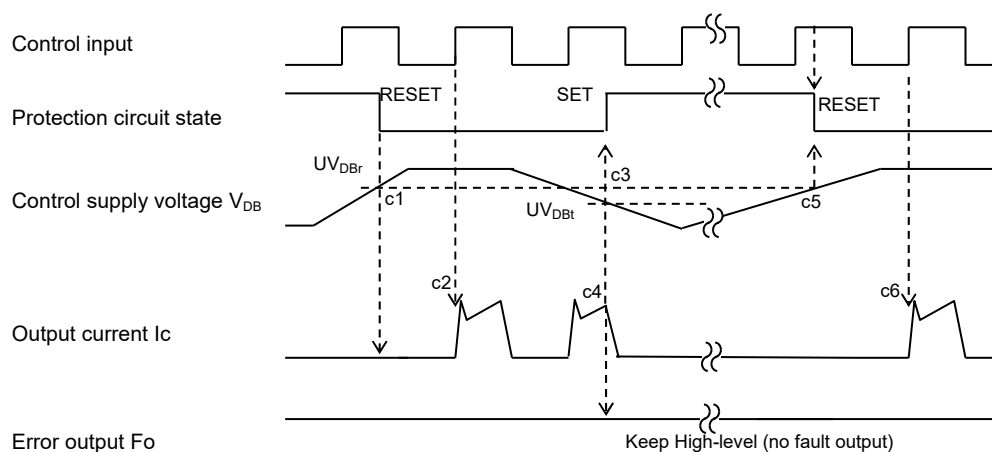 Control input
RESET
SET
Protection circuit state
RESET
UVDBr
c1
c3
Control supply voltage VDB
UVDBt
c5
c2
c4
c6
Output current Ic
Error output Fo
Keep High-level (no fault output)